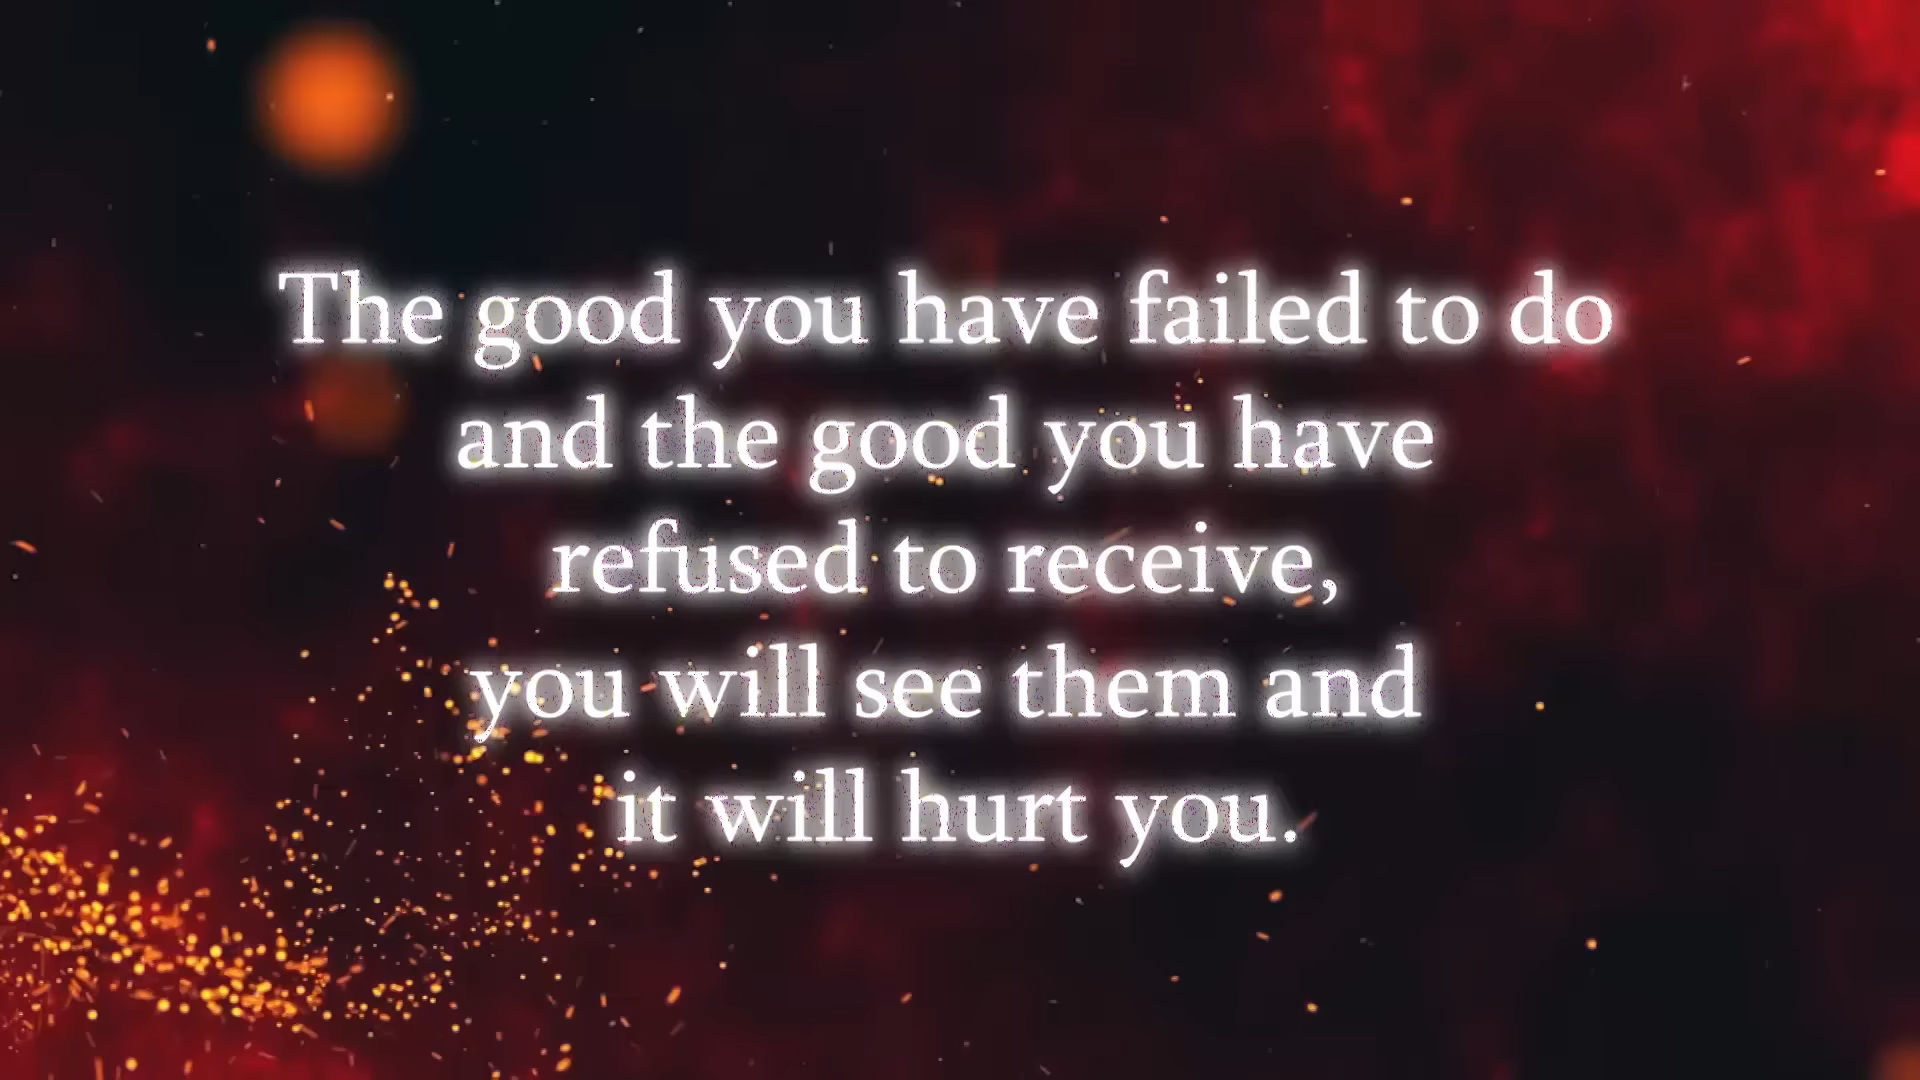 The good you have failed to do
and the good you have
refused to receive,
you will see them and
it will hurt you.